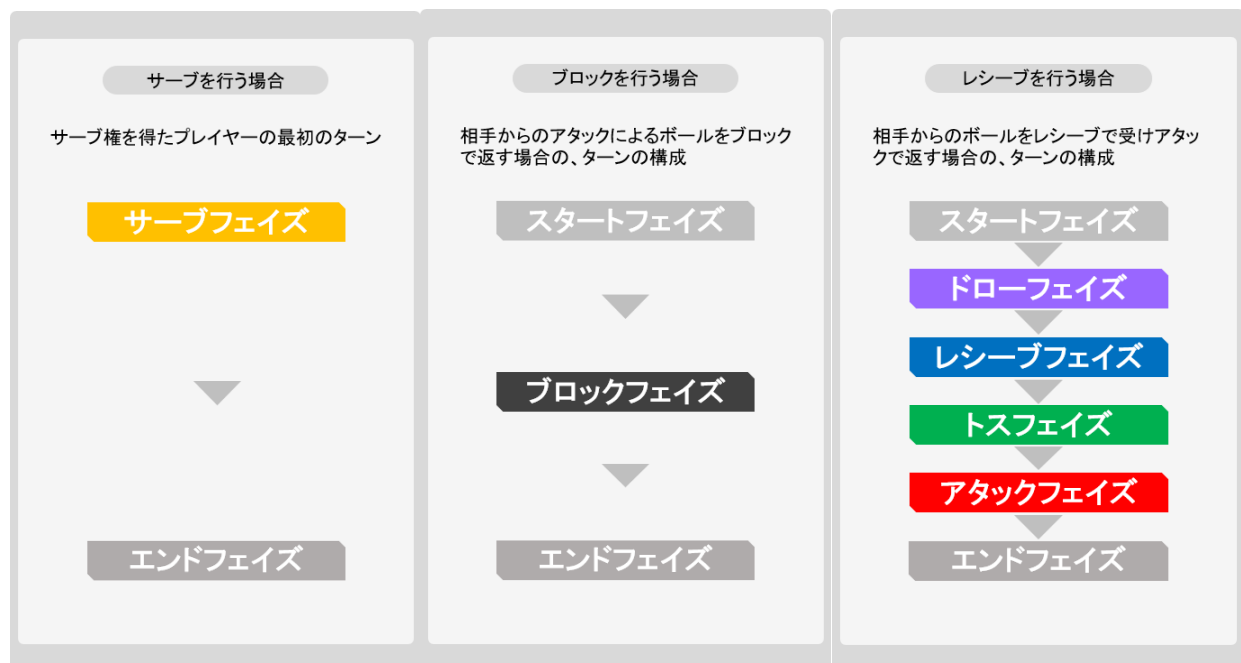 サーブを行う場合
サーブ権を得たプレイヤーの最初のターン
サーブフェイズ
エンドフェイズ
ブロックを行う場合
相手からのアタックによるボールをブロック
で返す場合の、ターンの構成
スタートフェイズ
ブロックフェイズ
エンドフェイズ
レシーブを行う場合
相手からのボールをレシーブで受けアタッ
クで返す場合の、ターンの構成
スタートフェイズ
ドローフェイズ
レシーブフェイズ
トスフェイズ
アタックフェイズ
エンドフェイズ